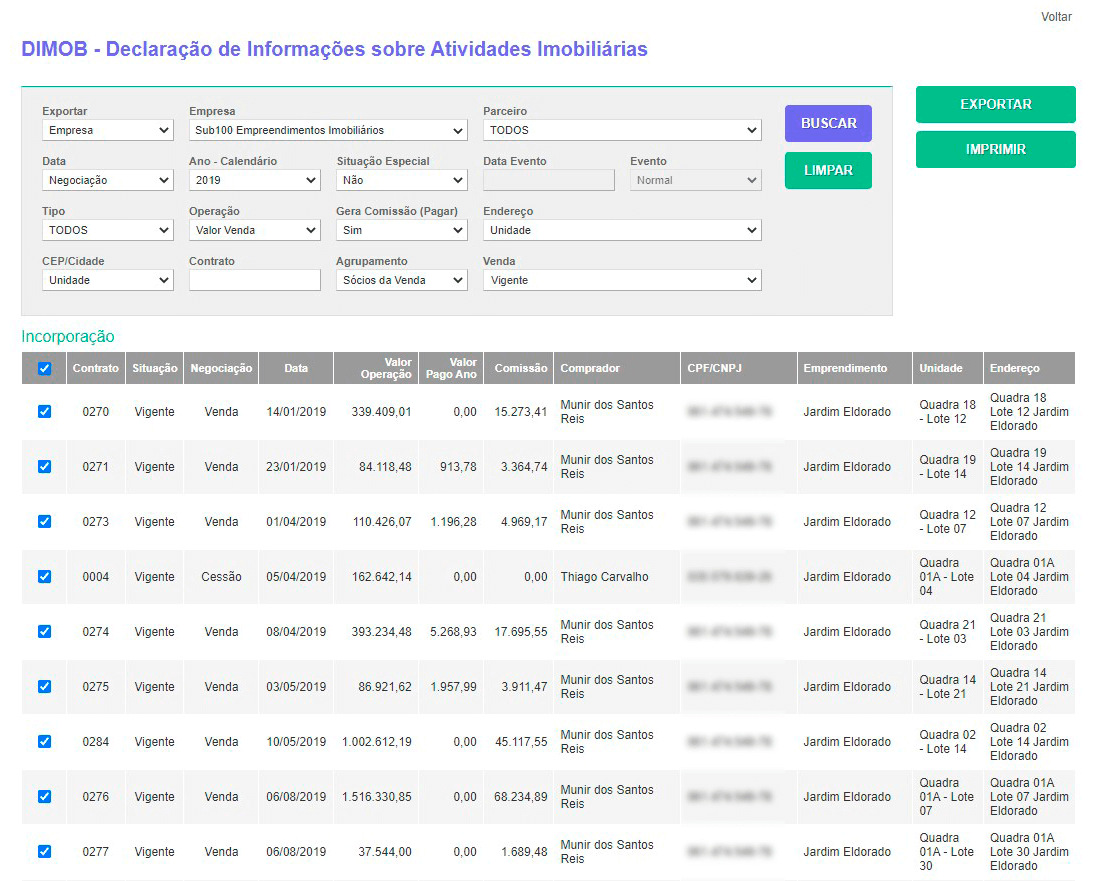 Voltar
DIMOB - Declaração de Informações sobre Atividades Imobiliárias
Exportar Empresa Parceiro
Empresa Sub100 Empreendimentos Imobiliários TODOS
BUSCAR
EXPORTAR
IMPRIMIR
Data Ano - Calendário Situação Especial Data Evento Evento
Negociação 2019 Não Normal
LIMPAR
Tipo Operação Gera Comissão (Pagar) Endereço
TODOS Valor Venda Sim Unidade
CEP/Cidade Contrato Agrupamento Venda
Unidade Sócios da Venda Vigente
Incorporação
Contrato Situação Negociação Data Valor Operação Valor Pago Ano Comissão Comprador CPF/CNPJ Empreendimento Unidade Endereço
0270 Vigente Venda 14/01/2019 339.409,01 0,00 15.273,41 Munir dos Santos Reis Jardim Eldorado Quadra 18 - Lote 12 Quadra 18 Lote 12 Jardim Eldorado
0271 Vigente Venda 23/01/2019 84.118,48 913,78 3.364,74 Munir dos Santos Reis Jardim Eldorado Quadra 19 - Lote 14 Quadra 19 Lote 14 Jardim Eldorado
0273 Vigente Venda 01/04/2019 110.426,07 1.196,28 4.969,17 Munir dos Santos Reis Jardim Eldorado Quadra 12 - Lote 07 Quadra 12 Lote 07 Jardim Eldorado
0004 Vigente Cessão 05/04/2019 162.642,14 0,00 0,00 Thiago Carvalho Jardim Eldorado Quadra 01A - Lote 04 Quadra 01A Lote 04 Jardim Eldorado
0274 Vigente Venda 08/04/2019 393.234,48 5.268,93 17.695,55 Munir dos Santos Reis Jardim Eldorado Quadra 21 - Lote 03 Quadra 21 Lote 03 Jardim Eldorado
0275 Vigente Venda 03/05/2019 86.921,62 1.957,99 3.911,47 Munir dos Santos Reis Jardim Eldorado Quadra 14 - Lote 21 Quadra 14 Lote 21 Jardim Eldorado
0284 Vigente Venda 10/05/2019 1.002.612,19 0,00 45.117,55 Munir dos Santos Reis Jardim Eldorado Quadra 02 - Lote 14 Quadra 02 Lote 14 Jardim Eldorado
0276 Vigente Venda 06/08/2019 1.516.330,85 0,00 68.234,89 Munir dos Santos Reis Jardim Eldorado Quadra 01A - Lote 07 Quadra 01A Lote 07 Jardim Eldorado
0277 Vigente Venda 06/08/2019 37.544,00 0,00 1.689,48 Munir dos Santos Reis Jardim Eldorado Quadra 01A - Lote 30 Quadra 01A Lote 30 Jardim Eldorado